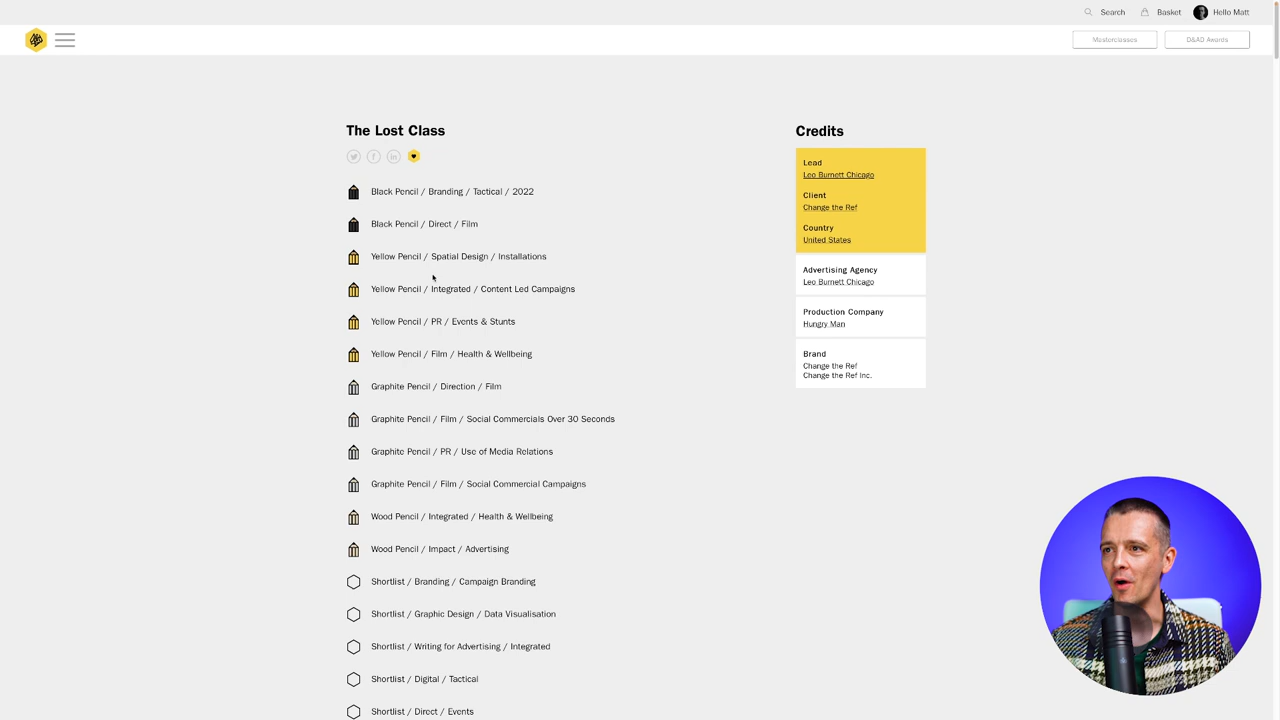 Search
Basket
Hello Matt
Masterclasses
D&AD Awards
The Lost Class
Black Pencil / Branding / Tactical / 2022
Black Pencil / Direct / Film
Yellow Pencil / Spatial Design / Installations
Yellow Pencil / Integrated / Content Led Campaigns
Yellow Pencil / PR / Events & Stunts
Yellow Pencil / Film / Health & Wellbeing
Graphite Pencil / Direction / Film
Graphite Pencil / Film / Social Commercials Over 30 Seconds
Graphite Pencil / PR / Use of Media Relations
Graphite Pencil / Film / Social Commercial Campaigns
Wood Pencil / Integrated / Health & Wellbeing
Wood Pencil / Impact / Advertising
Shortlist / Branding / Campaign Branding
Shortlist / Graphic Design / Data Visualisation
Shortlist / Writing for Advertising / Integrated
Shortlist / Digital / Tactical
Shortlist / Direct / Events
Credits
Lead
Leo Burnett Chicago
Client
Change the Ref
Country
United States
Advertising Agency
Leo Burnett Chicago
Production Company
Hungry Man
Brand
Change the Ref
Change the Ref Inc.